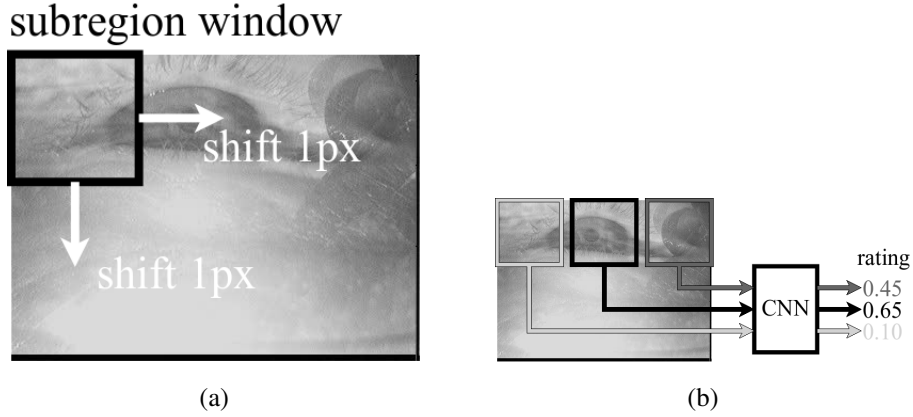 subregion window
shift 1px
shift 1px
(a)
rating
0.45
CNN
0.65
0.10
(b)